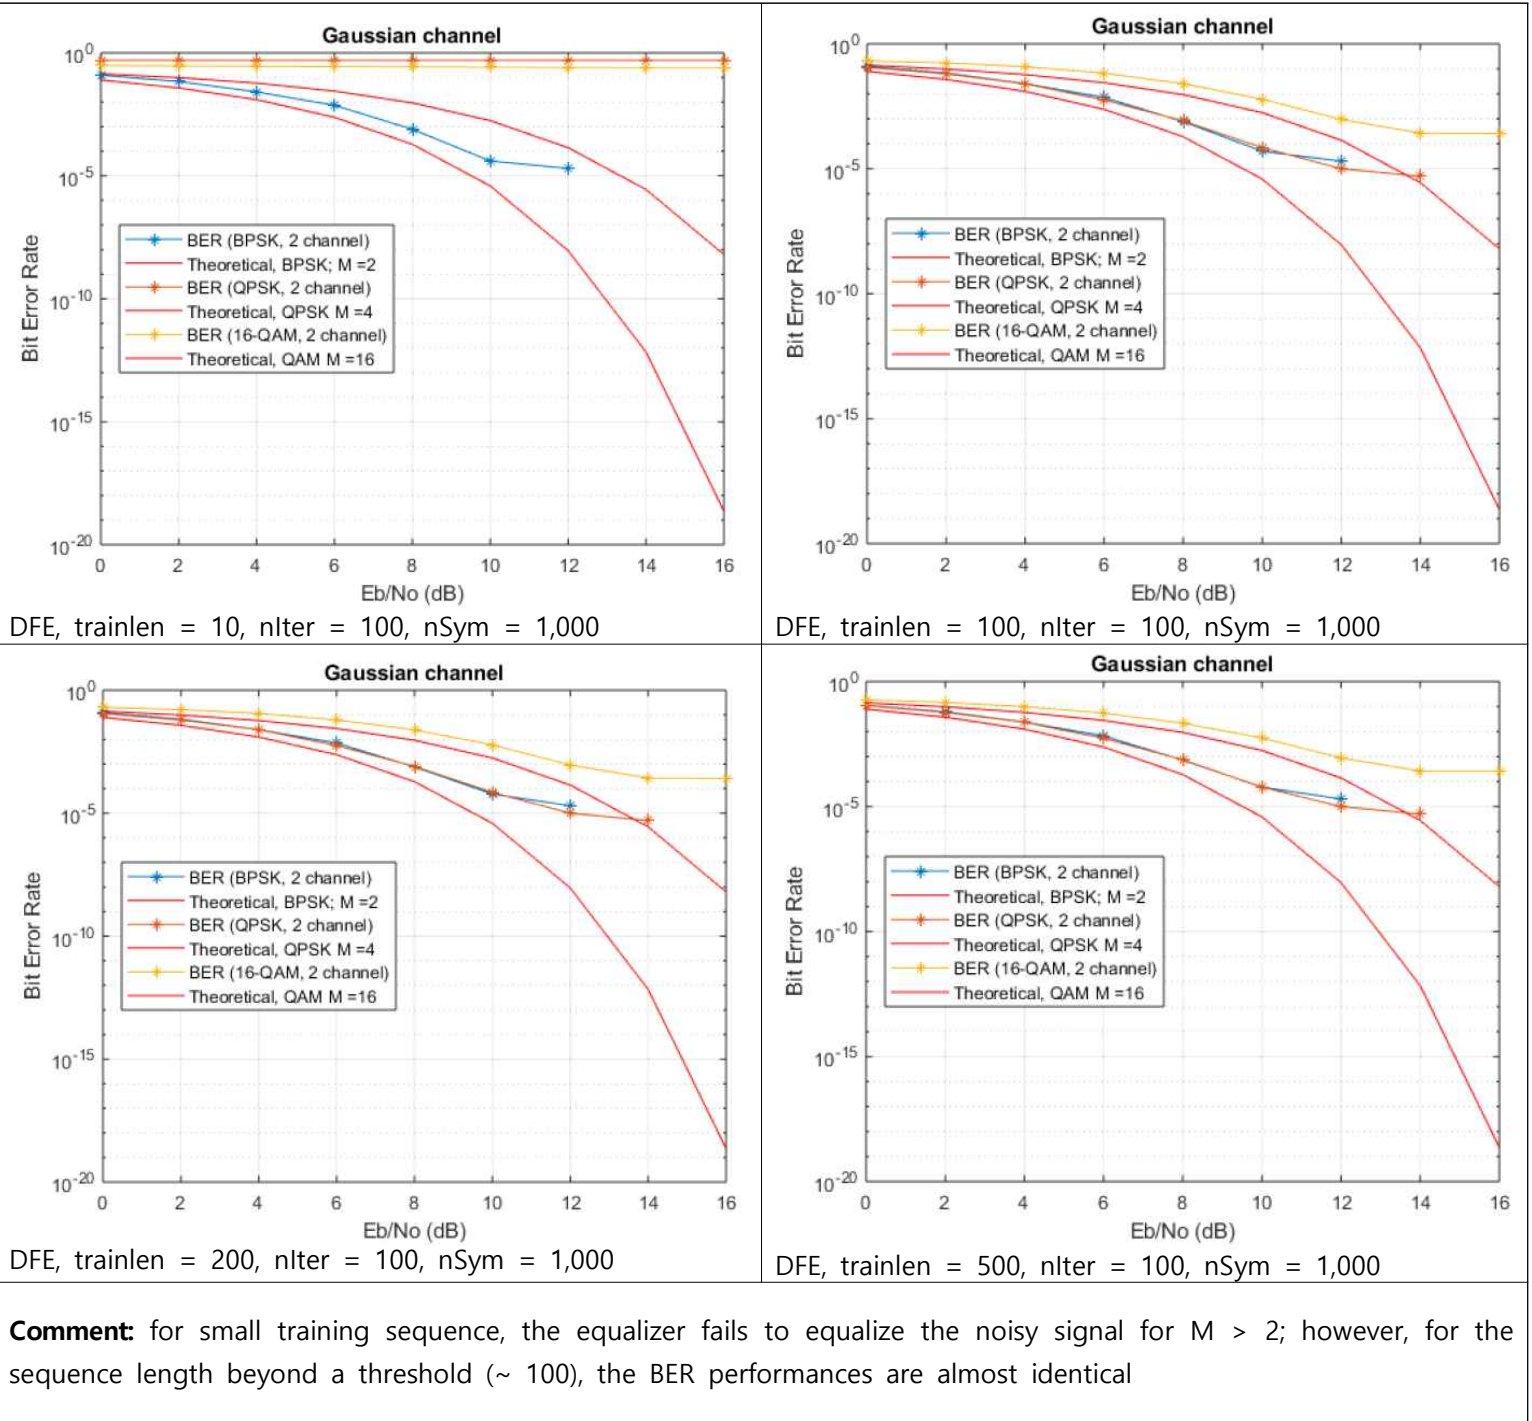 Gaussian channel
10^0
10^-5
10^-10
10^-15
10^-20
Bit Error Rate
BER (BPSK, 2 channel)
Theoretical, BPSK; M =2
BER (QPSK, 2 channel)
Theoretical, QPSK M =4
BER (16-QAM, 2 channel)
Theoretical, QAM M =16
0 2 4 6 8 10 12 14 16
Eb/No (dB)
DFE, trainlen = 10, nIter = 100, nSym = 1,000
Gaussian channel
10^0
10^-5
10^-10
10^-15
10^-20
Bit Error Rate
BER (BPSK, 2 channel)
Theoretical, BPSK; M =2
BER (QPSK, 2 channel)
Theoretical, QPSK M =4
BER (16-QAM, 2 channel)
Theoretical, QAM M =16
0 2 4 6 8 10 12 14 16
Eb/No (dB)
DFE, trainlen = 100, nIter = 100, nSym = 1,000
Gaussian channel
10^0
10^-5
10^-10
10^-15
10^-20
Bit Error Rate
BER (BPSK, 2 channel)
Theoretical, BPSK; M =2
BER (QPSK, 2 channel)
Theoretical, QPSK M =4
BER (16-QAM, 2 channel)
Theoretical, QAM M =16
0 2 4 6 8 10 12 14 16
Eb/No (dB)
DFE, trainlen = 200, nIter = 100, nSym = 1,000
Gaussian channel
10^0
10^-5
10^-10
10^-15
10^-20
Bit Error Rate
BER (BPSK, 2 channel)
Theoretical, BPSK; M =2
BER (QPSK, 2 channel)
Theoretical, QPSK M =4
BER (16-QAM, 2 channel)
Theoretical, QAM M =16
0 2 4 6 8 10 12 14 16
Eb/No (dB)
DFE, trainlen = 500, nIter = 100, nSym = 1,000
Comment: for small training sequence, the equalizer fails to equalize the noisy signal for M > 2; however, for the
sequence length beyond a threshold (~ 100), the BER performances are almost identical